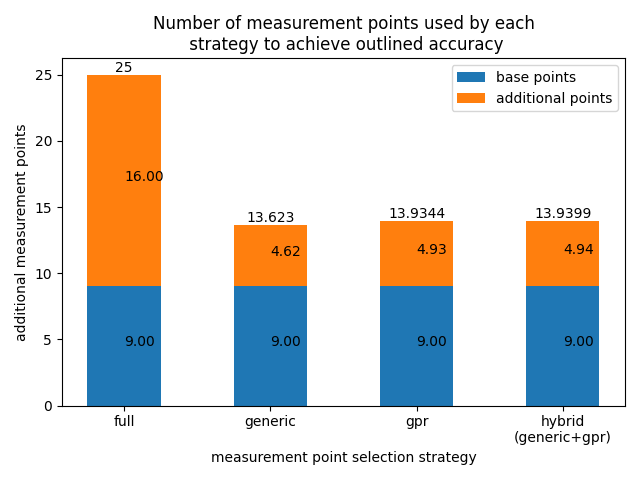 Number of measurement points used by each
strategy to achieve outlined accuracy
base points
additional points
additional measurement points
25
20
15
10
5
0
25
16.00
9.00
13.623
4.62
9.00
13.9344
4.93
9.00
13.9399
4.94
9.00
full
generic
gpr
hybrid
(generic+gpr)
measurement point selection strategy